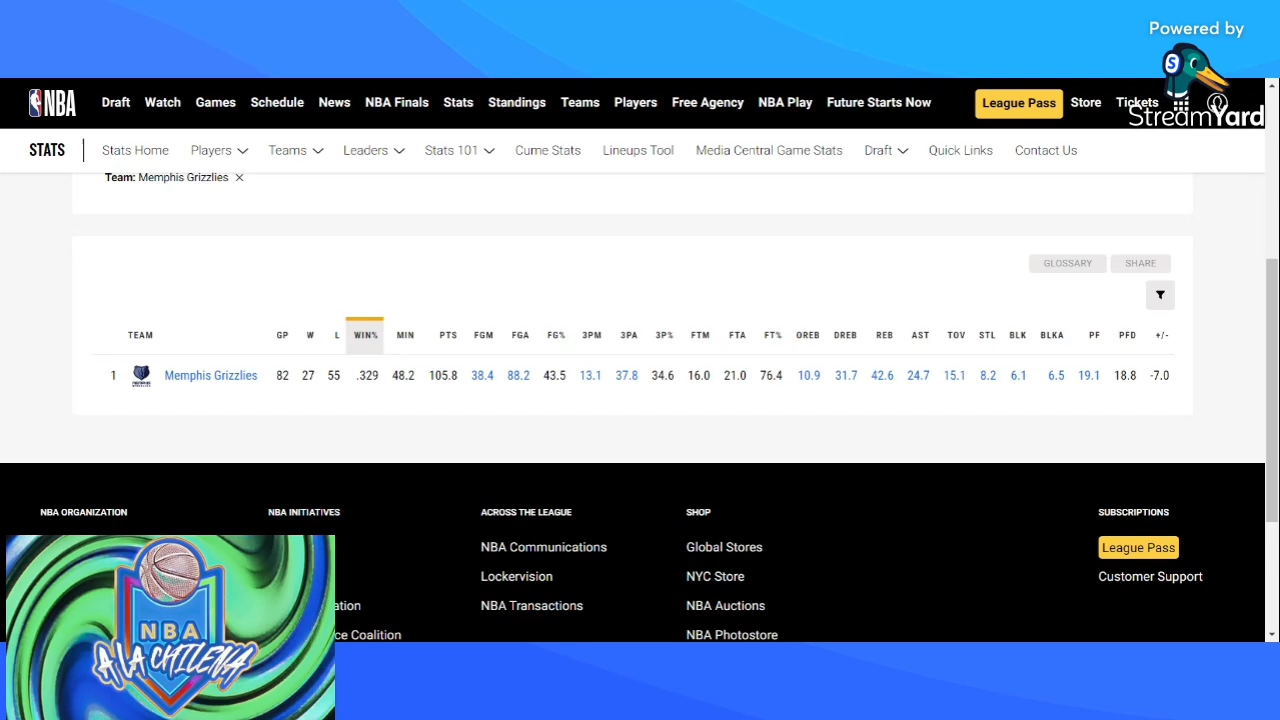 Powered by
StreamYard
NBA Draft Watch Games Schedule News NBA Finals Stats Standings Teams Players Free Agency NBA Play Future Starts Now League Pass Store Tickets
STATS Stats Home Players Teams Leaders Stats 101 Cume Stats Lineups Tool Media Central Game Stats Draft Quick Links Contact Us
Team: Memphis Grizzlies ×
GLOSSARY SHARE
TEAM GP W L WIN% MIN PTS FGM FGA FG% 3PM 3PA 3P% FTM FTA FT% OREB DREB REB AST TOV STL BLK BLKA PF PFD +/-
1 Memphis Grizzlies 82 27 55 .329 48.2 105.8 38.4 88.2 43.5 13.1 37.8 34.6 16.0 21.0 76.4 10.9 31.7 42.6 24.7 15.1 8.2 6.1 6.5 19.1 18.8 -7.0
NBA ORGANIZATION NBA INITIATIVES ACROSS THE LEAGUE SHOP SUBSCRIPTIONS
NBA Communications Global Stores League Pass
Lockervision NYC Store Customer Support
ation NBA Transactions NBA Auctions
ce Coalition NBA Photostore
NBA
A LA CHILENA